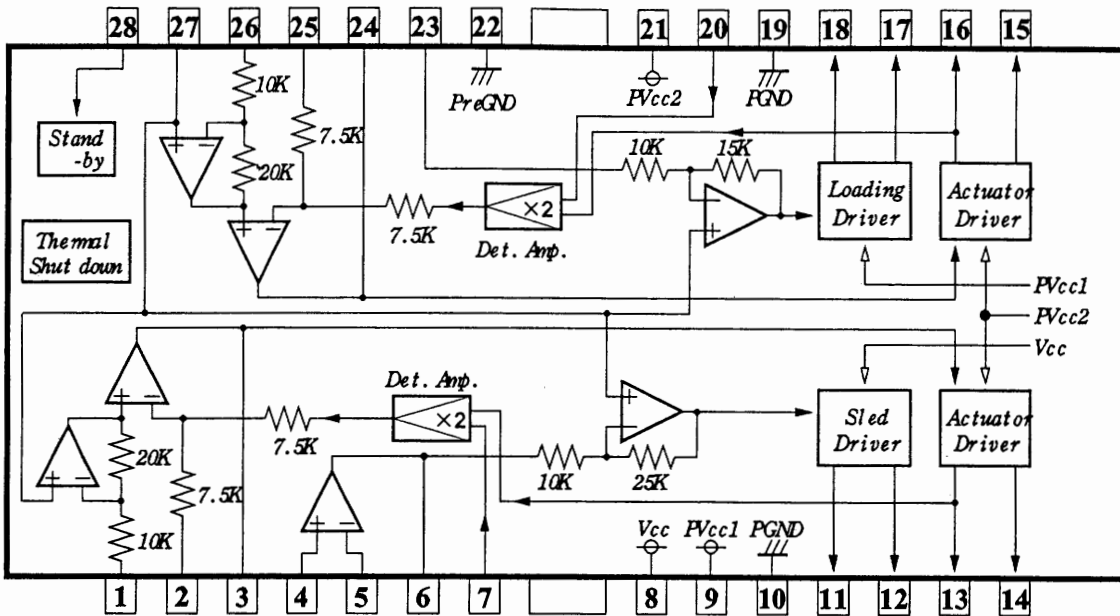 28 27 26 25 24 23 22 21 20 19 18 17 16 15
10K
PreGND
PVcc2
PGND
Stand
-by
7.5K
10K
15K
+ -
20K
×2
Loading
Driver
Actuator
Driver
7.5K
Det. Amp.
+ -
-
+
Thermal
Shut down
PVcc1
PVcc2
Vcc
Det. Amp.
+ -
×2
+
-
Sled
Driver
Actuator
Driver
7.5K
20K
+ -
7.5K
10K
25K
+ -
10K
Vcc
PVcc1
PGND
1 2 3 4 5 6 7 8 9 10 11 12 13 14